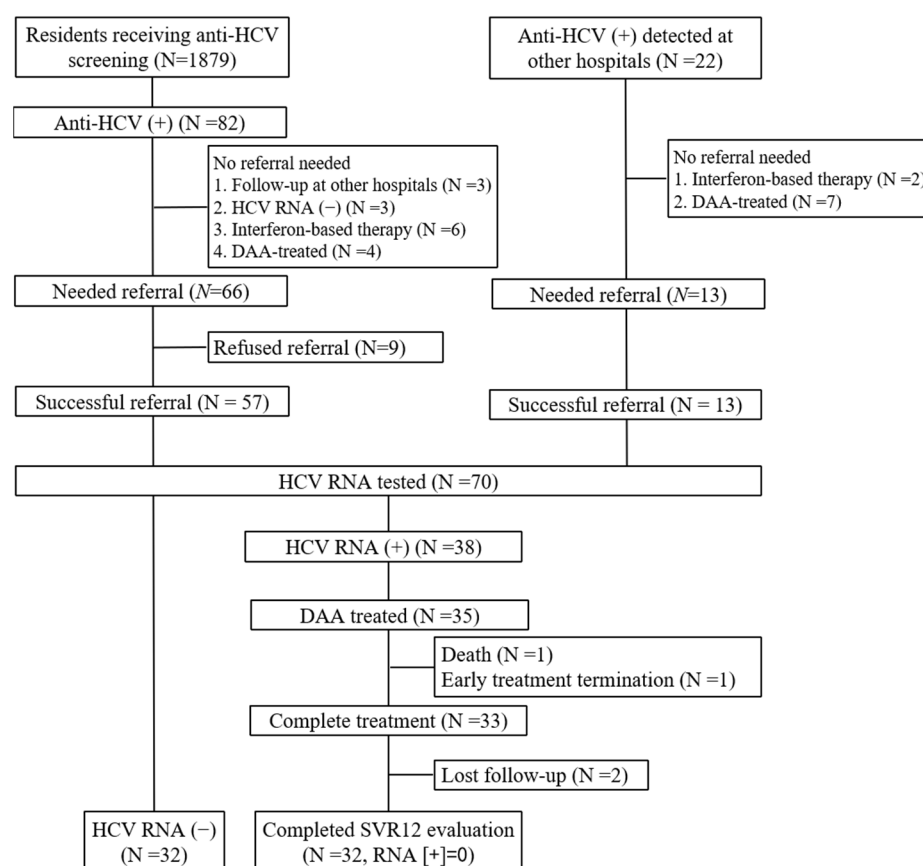 Residents receiving anti-HCV
screening (N=1879)
Anti-HCV (+) detected at
other hospitals (N =22)
Anti-HCV (+) (N =82)
No referral needed
1. Follow-up at other hospitals (N =3)
2. HCV RNA (−) (N =3)
3. Interferon-based therapy (N =6)
4. DAA-treated (N =4)
No referral needed
1. Interferon-based therapy (N =2)
2. DAA-treated (N =7)
Needed referral (N=66)
Needed referral (N=13)
Refused referral (N=9)
Successful referral (N = 57)
Successful referral (N = 13)
HCV RNA tested (N =70)
HCV RNA (+) (N =38)
DAA treated (N =35)
Death (N =1)
Early treatment termination (N =1)
Complete treatment (N =33)
Lost follow-up (N =2)
HCV RNA (−)
(N =32)
Completed SVR12 evaluation
(N =32, RNA [+]=0)